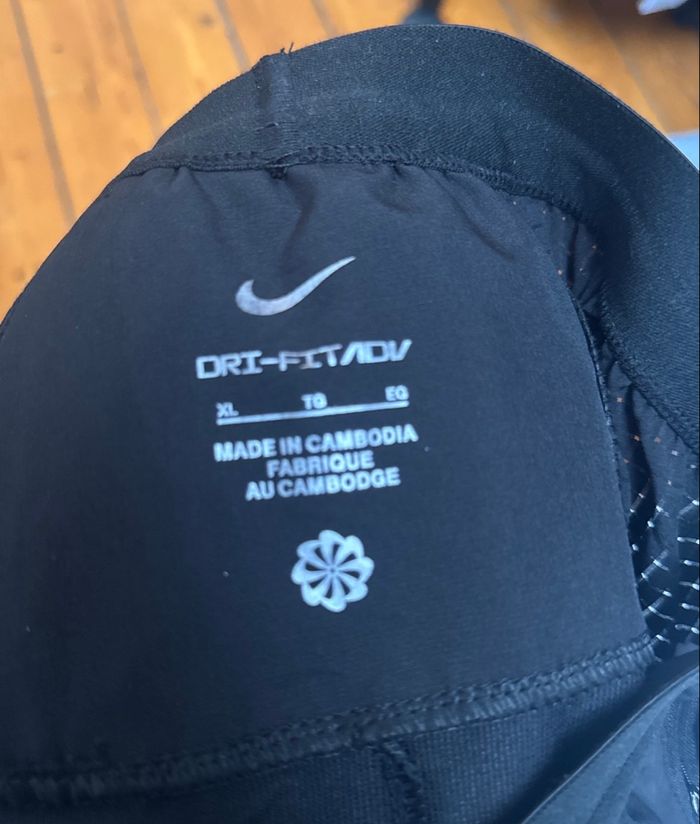 DRI-FIT ADV
XL TG EG
MADE IN CAMBODIA
FABRIQUE
AU CAMBODGE